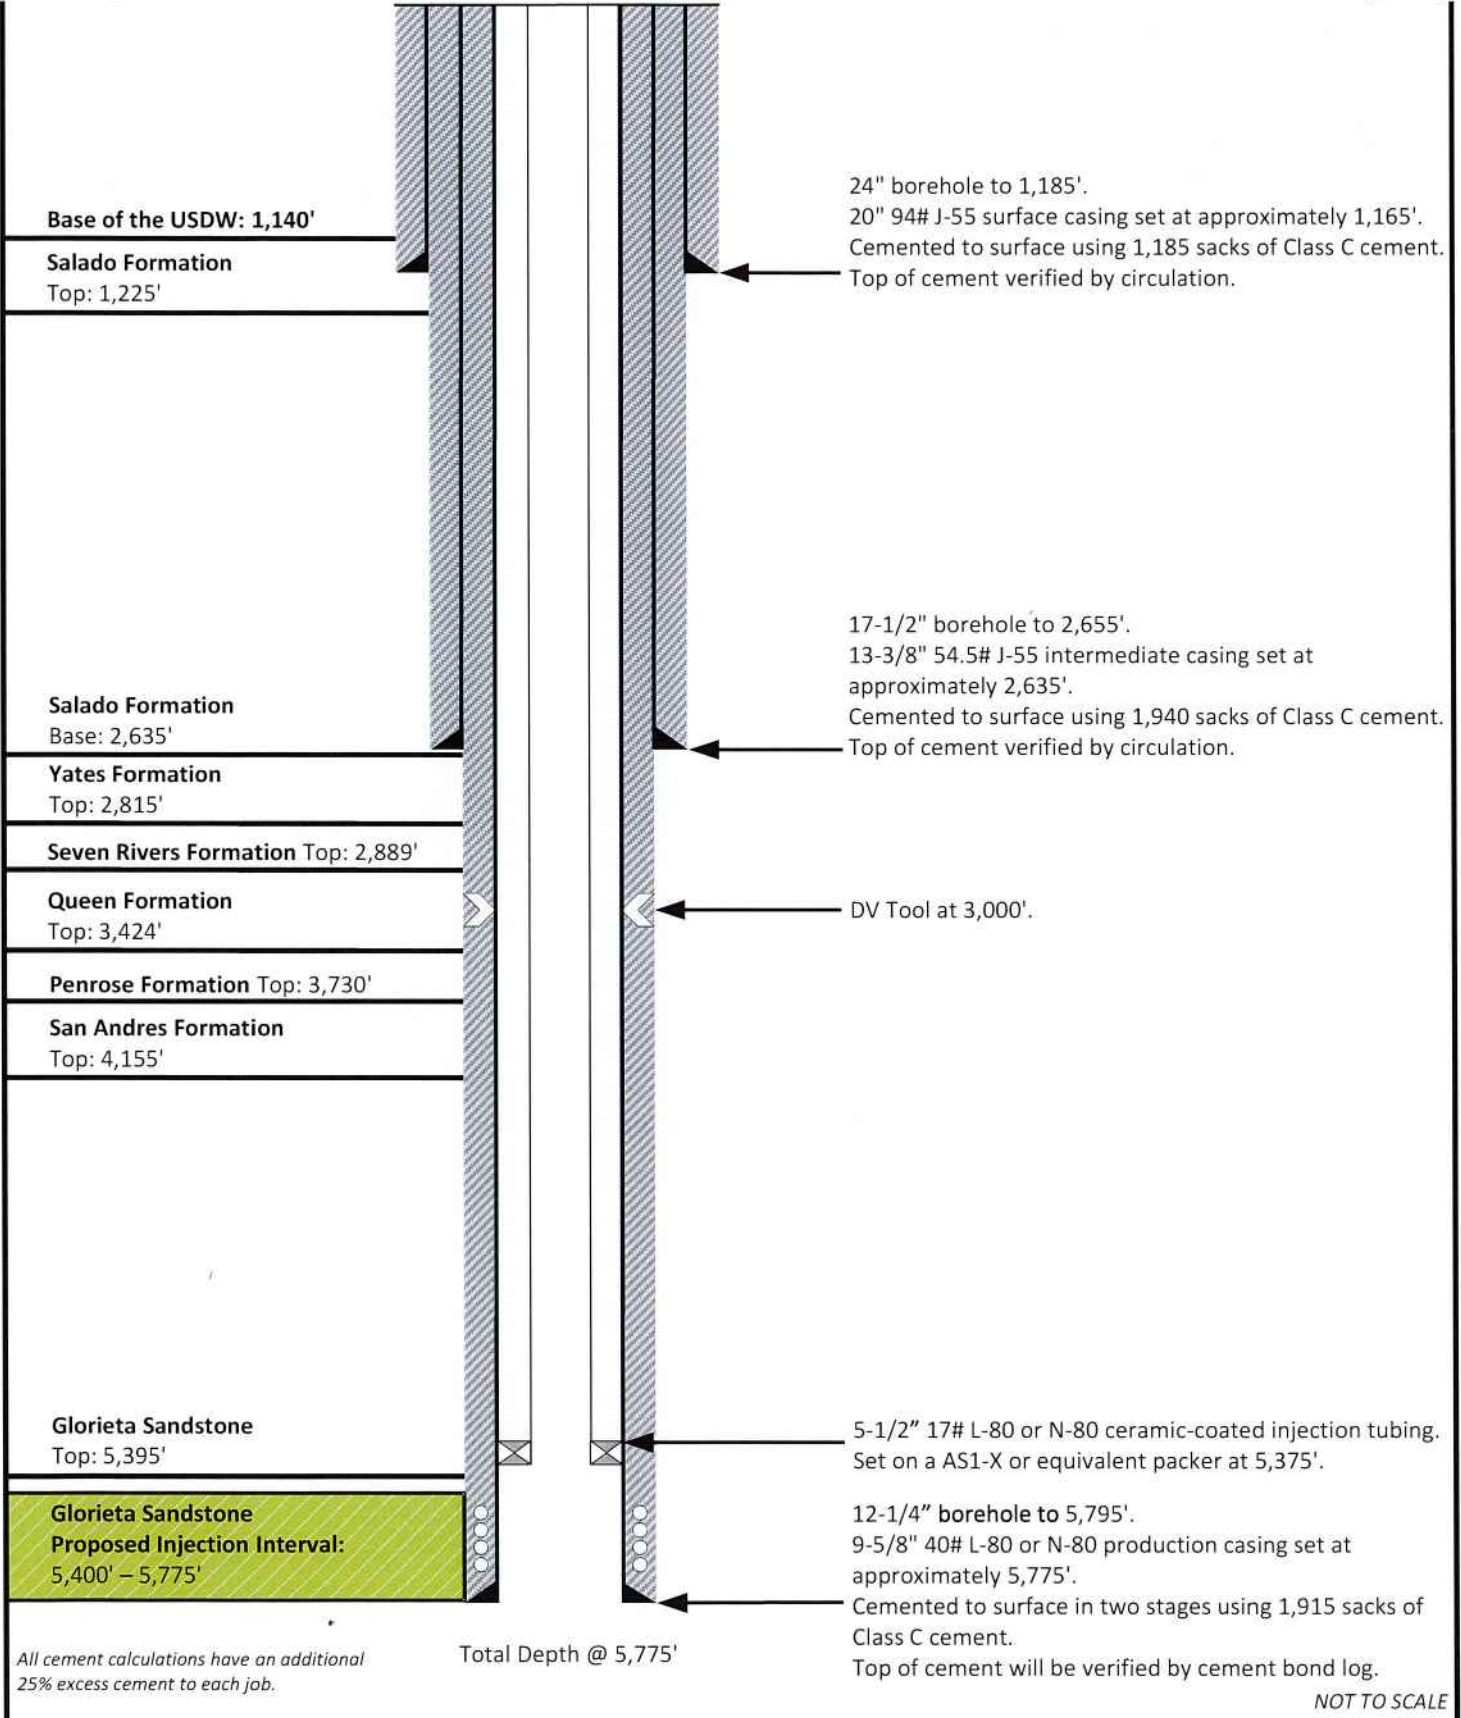 Base of the USDW: 1,140'
Salado Formation
Top: 1,225'
24" borehole to 1,185'.
20" 94# J-55 surface casing set at approximately 1,165'.
Cemented to surface using 1,185 sacks of Class C cement.
Top of cement verified by circulation.
17-1/2" borehole to 2,655'.
13-3/8" 54.5# J-55 intermediate casing set at
approximately 2,635'.
Cemented to surface using 1,940 sacks of Class C cement.
Top of cement verified by circulation.
Salado Formation
Base: 2,635'
Yates Formation
Top: 2,815'
Seven Rivers Formation Top: 2,889'
Queen Formation
Top: 3,424'
DV Tool at 3,000'.
Penrose Formation Top: 3,730'
San Andres Formation
Top: 4,155'
Glorieta Sandstone
Top: 5,395'
5-1/2” 17# L-80 or N-80 ceramic-coated injection tubing.
Set on a AS1-X or equivalent packer at 5,375'.
Glorieta Sandstone
Proposed Injection Interval:
5,400' – 5,775'
12-1/4” borehole to 5,795'.
9-5/8" 40# L-80 or N-80 production casing set at
approximately 5,775'.
Cemented to surface in two stages using 1,915 sacks of
Class C cement.
Top of cement will be verified by cement bond log.
Total Depth @ 5,775'
All cement calculations have an additional
25% excess cement to each job.
NOT TO SCALE